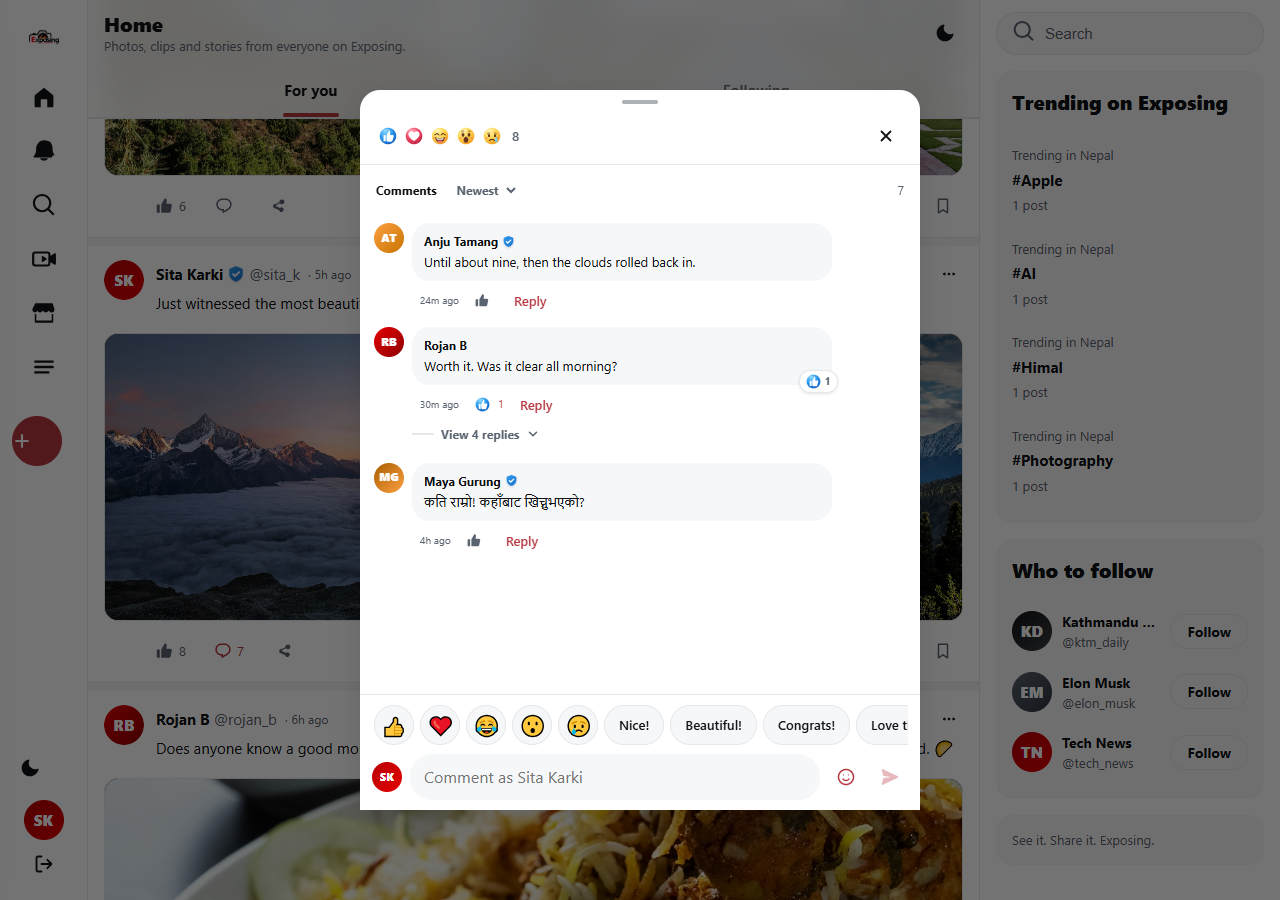 Exposing
Home
Photos, clips and stories from everyone on Exposing.
For you
Following
6
SK
Sita Karki @sita_k · 5h ago
Just witnessed the most beauti
8
7
RB
Rojan B @rojan_b · 6h ago
Does anyone know a good mo
d.
SK
8
Comments
Newest
7
AT
Anju Tamang
Until about nine, then the clouds rolled back in.
24m ago
Reply
RB
Rojan B
Worth it. Was it clear all morning?
1
30m ago
1
Reply
View 4 replies
MG
Maya Gurung
कति राम्रो! कहाँबाट खिच्नुभएको?
4h ago
Reply
Nice!
Beautiful!
Congrats!
Love t
SK
Comment as Sita Karki
Search
Trending on Exposing
Trending in Nepal
#Apple
1 post
Trending in Nepal
#AI
1 post
Trending in Nepal
#Himal
1 post
Trending in Nepal
#Photography
1 post
Who to follow
KD
Kathmandu ...
@ktm_daily
Follow
EM
Elon Musk
@elon_musk
Follow
TN
Tech News
@tech_news
Follow
See it. Share it. Exposing.